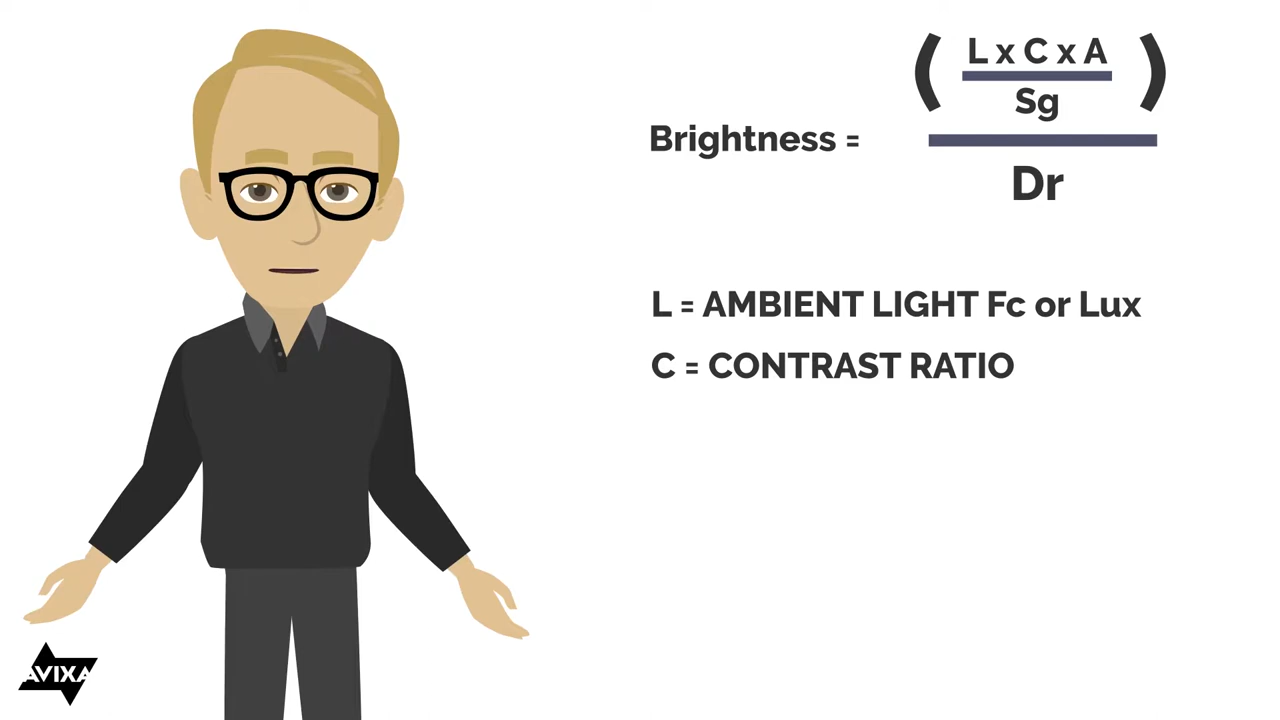 ( L x C x A )
Sg
Brightness =
Dr
L = AMBIENT LIGHT Fc or Lux
C = CONTRAST RATIO
AVIXA